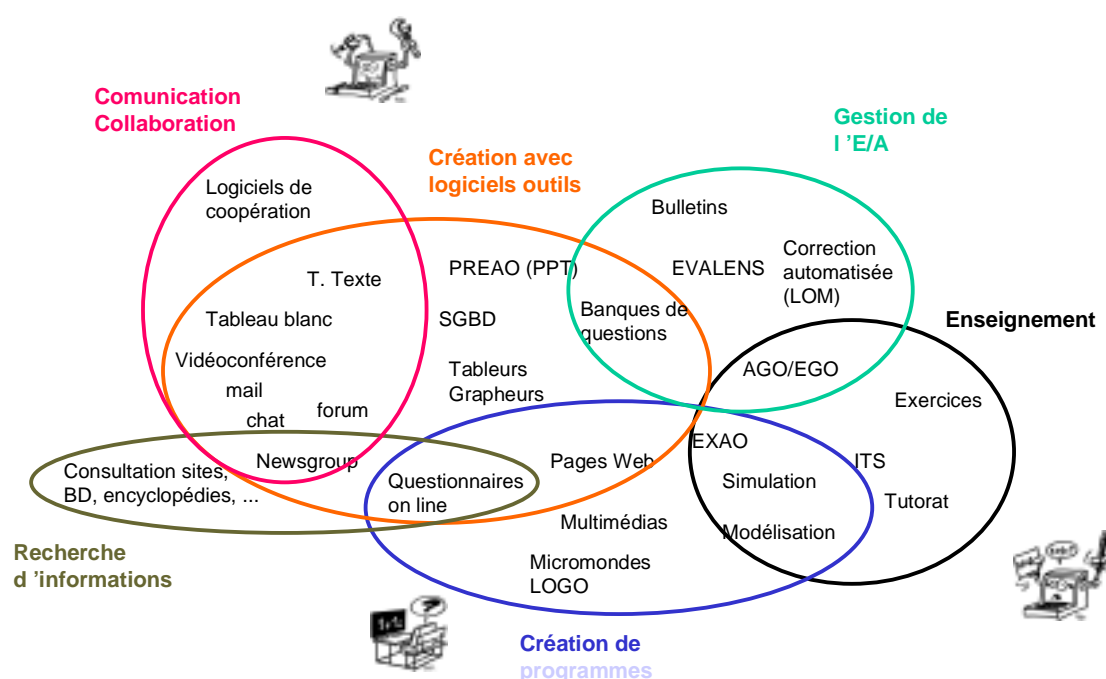 Comunication
Collaboration
Gestion de
l ’E/A
Création avec
logiciels outils
Logiciels de
coopération
Bulletins
Correction
automatisée
(LOM)
PREAO (PPT)
EVALENS
T. Texte
Banques de
questions
Tableau blanc
SGBD
Enseignement
Vidéoconférence
Tableurs
Grapheurs
AGO/EGO
mail
chat
forum
Exercices
EXAO
Newsgroup
Pages Web
ITS
Consultation sites,
BD, encyclopédies, ...
Questionnaires
on line
Simulation
Tutorat
Multimédias
Modélisation
Recherche
d ’informations
Micromondes
LOGO
Création de
programmes